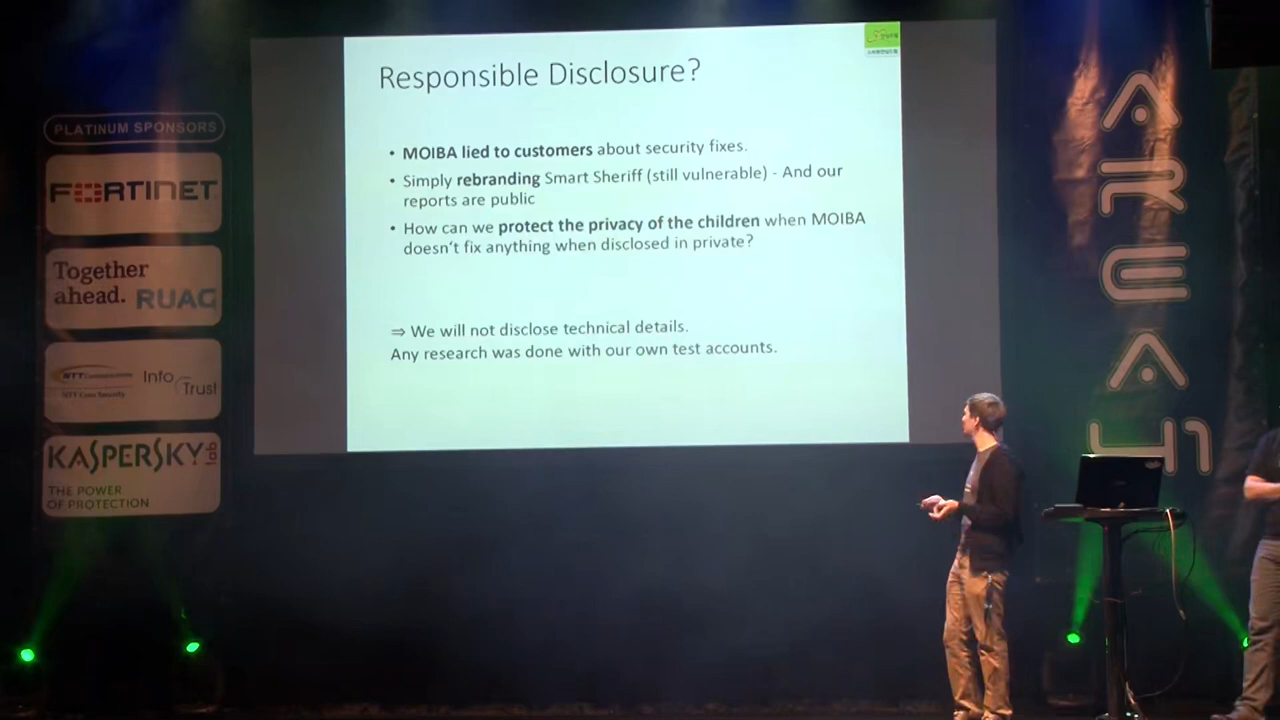 PLATINUM SPONSORS
FORTINET
Together
ahead. RUAG
NTT Communications
NTT Com Security
Info Trust
KASPERSKY lab
THE POWER
OF PROTECTION
Responsible Disclosure?
• MOIBA lied to customers about security fixes.
• Simply rebranding Smart Sheriff (still vulnerable) - And our
reports are public
• How can we protect the privacy of the children when MOIBA
doesn't fix anything when disclosed in private?
⇒ We will not disclose technical details.
Any research was done with our own test accounts.
AREA41